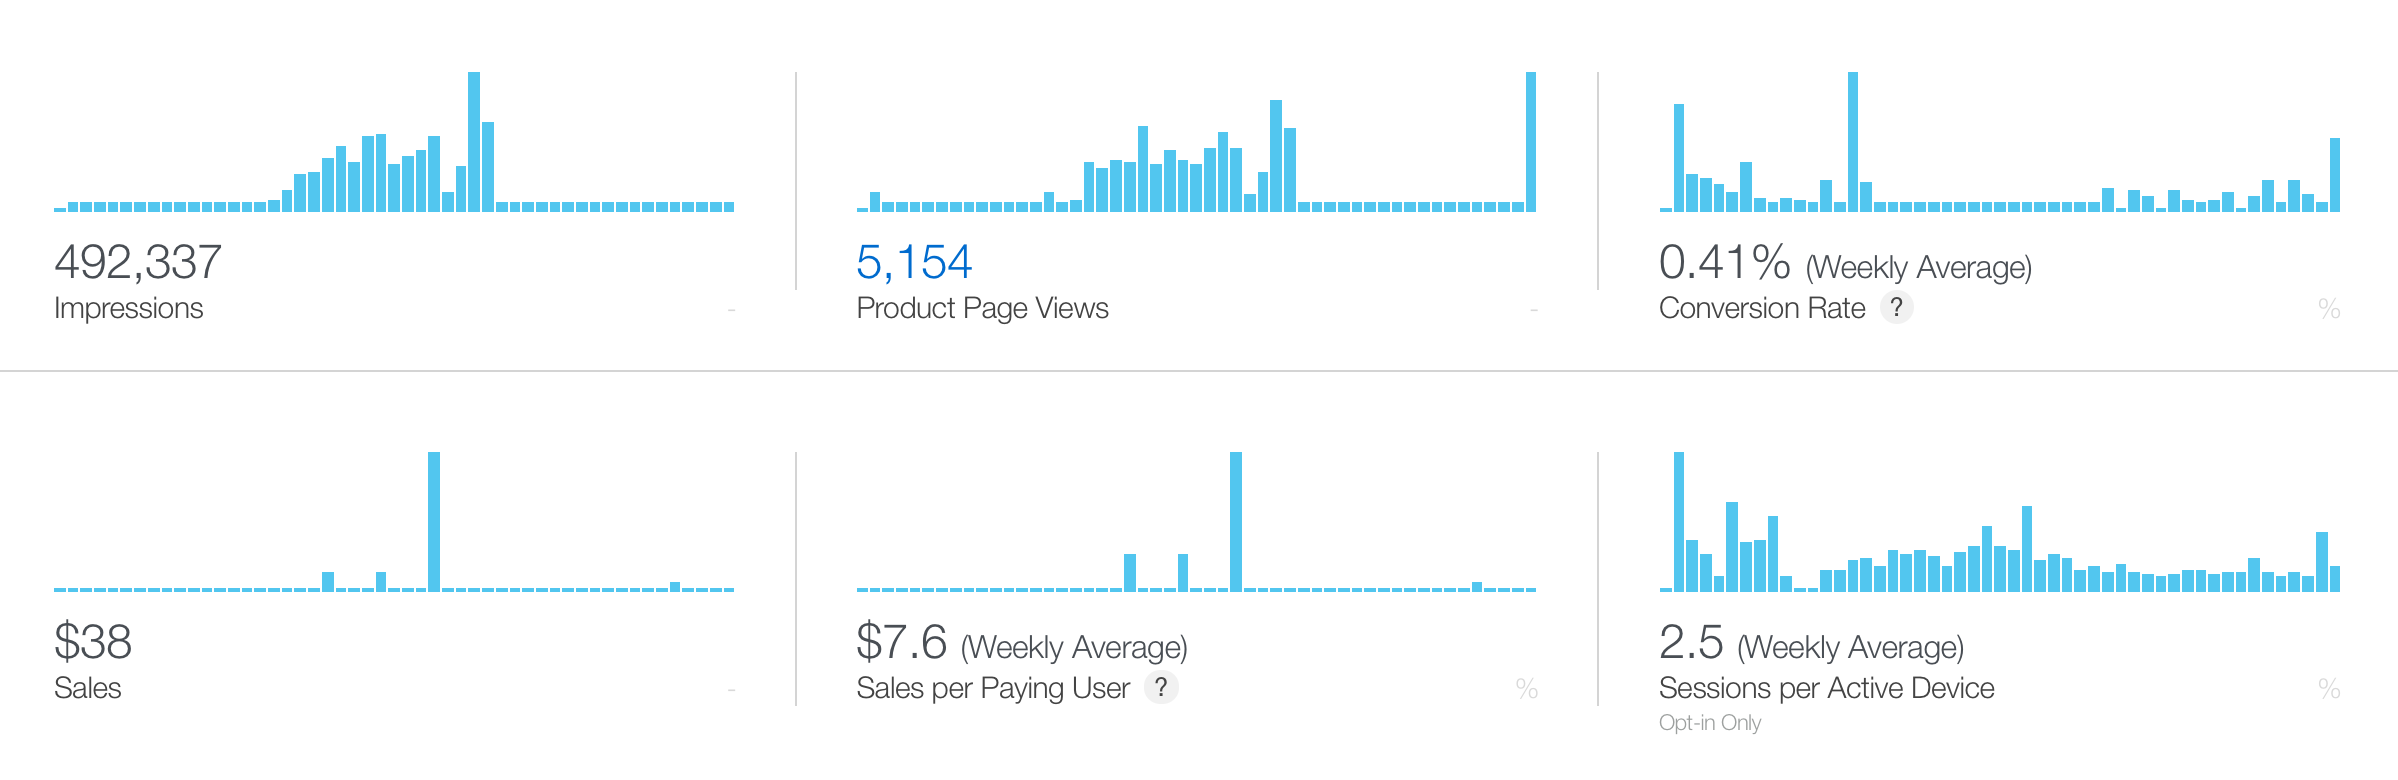 492,337
Impressions -
5,154
Product Page Views -
0.41% (Weekly Average)
Conversion Rate ? %
$38
Sales -
$7.6 (Weekly Average)
Sales per Paying User ? %
2.5 (Weekly Average)
Sessions per Active Device %
Opt-in Only